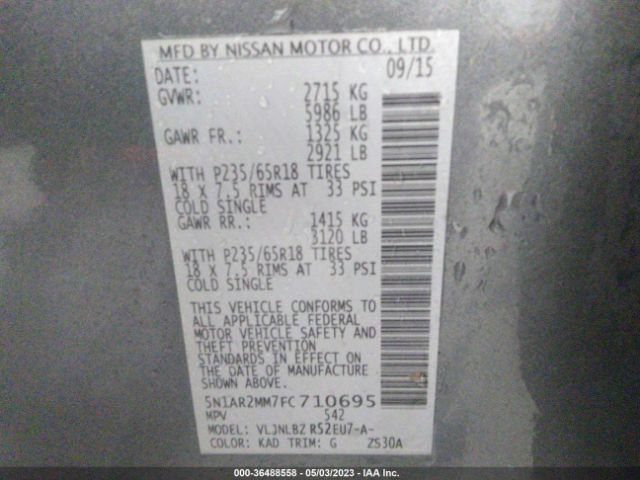 MFD BY NISSAN MOTOR CO., LTD.
DATE: 09/15
GVWR: 2715 KG
5986 LB
GAWR FR.: 1325 KG
2921 LB
WITH P235/65R18 TIRES
18 X 7.5 RIMS AT 33 PSI
COLD SINGLE
GAWR RR.: 1415 KG
3120 LB
WITH P235/65R18 TIRES
18 X 7.5 RIMS AT 33 PSI
COLD SINGLE
THIS VEHICLE CONFORMS TO
ALL APPLICABLE FEDERAL
MOTOR VEHICLE SAFETY AND
THEFT PREVENTION
STANDARDS IN EFFECT ON
THE DATE OF MANUFACTURE
SHOWN ABOVE.
5N1AR2MM7FC710695
MPV 542
MODEL: VLJNLBZ R52EU7-A-
COLOR: KAD TRIM: G ZS30A
000-36488558 - 05/03/2023 - IAA Inc.